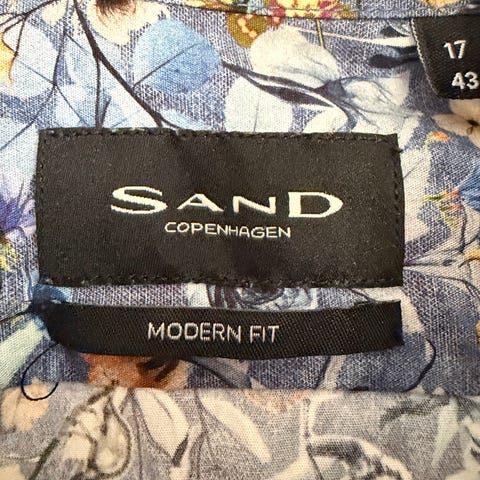 17
43
SAND
COPENHAGEN
MODERN FIT